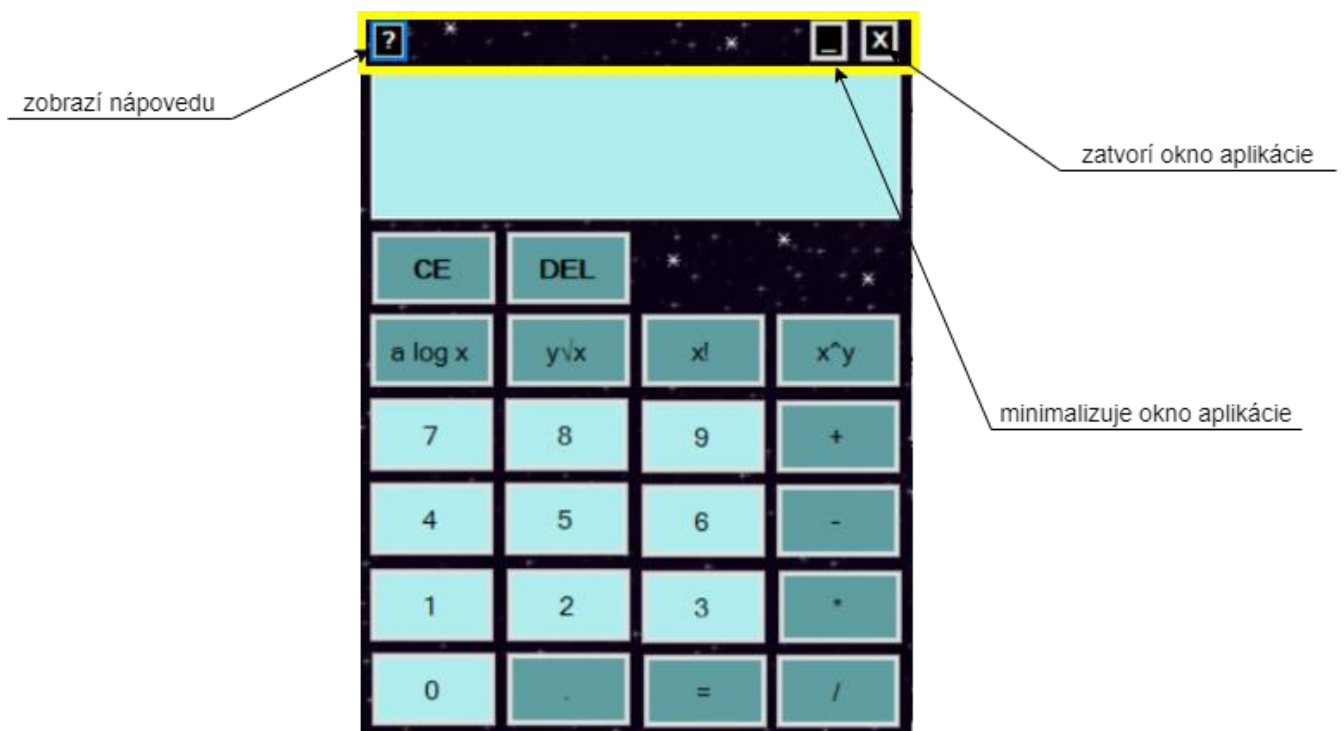 ? _ X
zobrazí nápovedu
zatvorí okno aplikácie
CE DEL
a log x y√x x! x^y
minimalizuje okno aplikácie
7 8 9 +
4 5 6 -
1 2 3 *
0 . = /